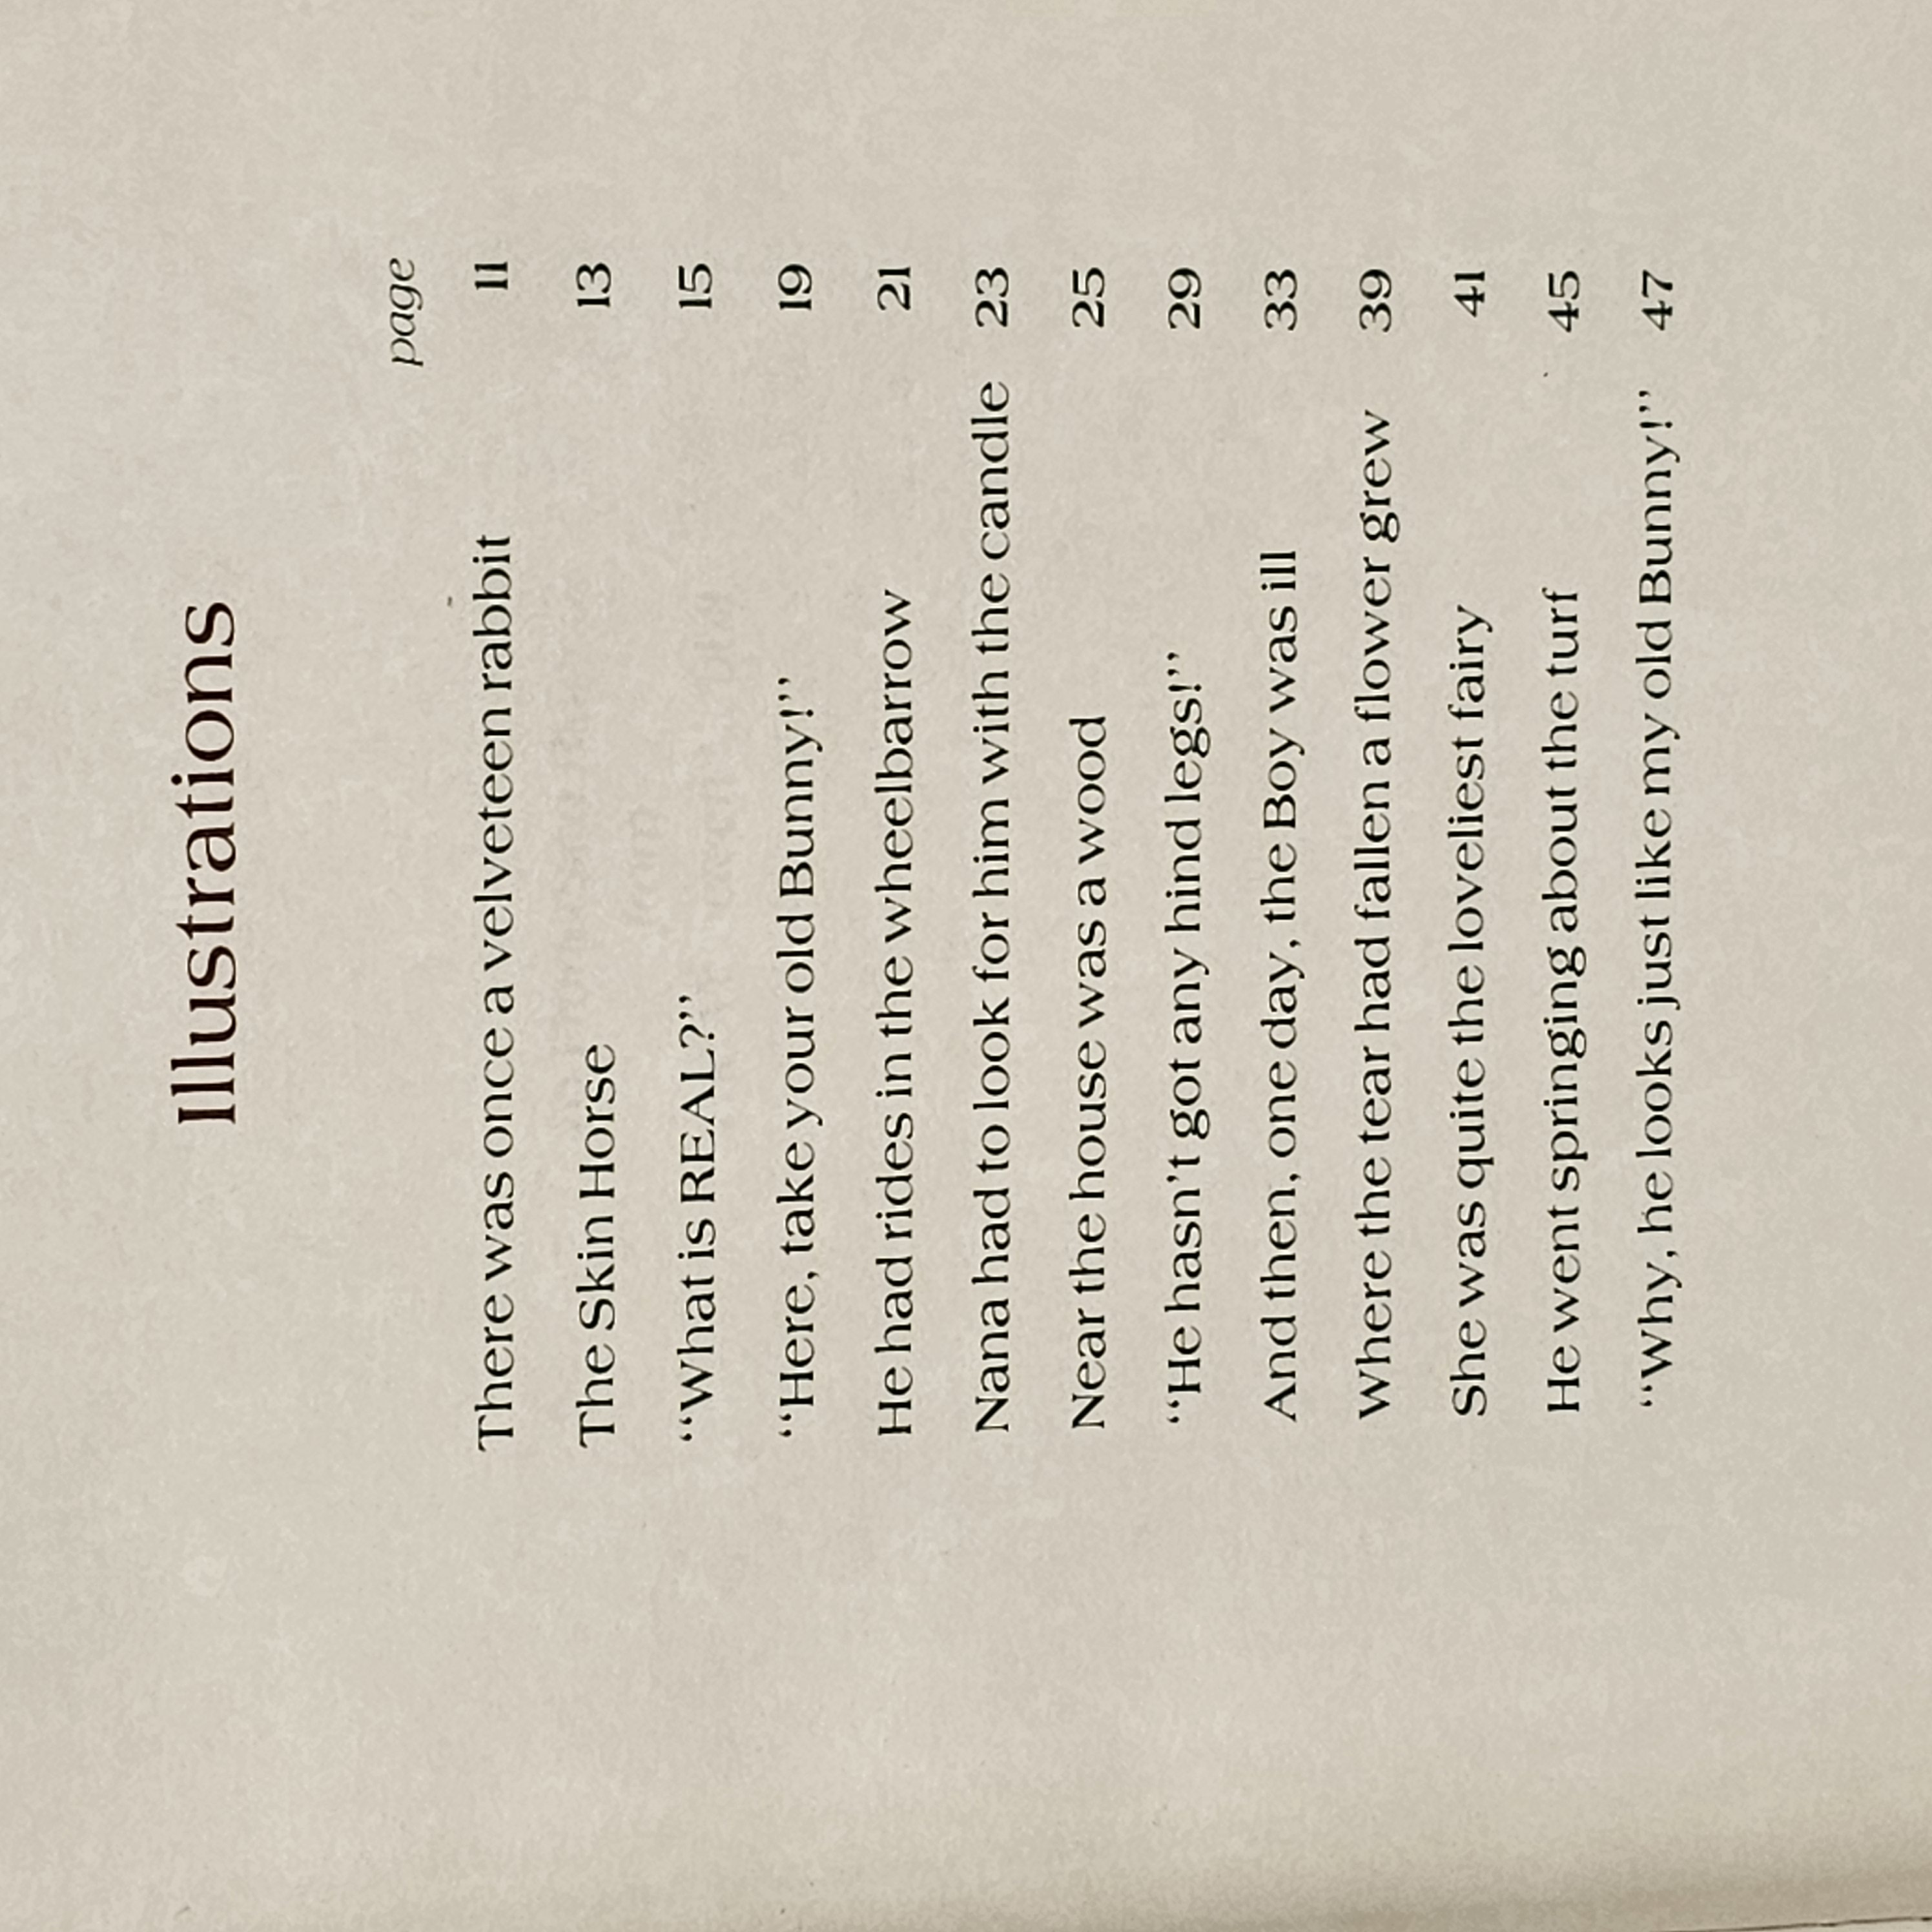 Illustrations
page
There was once a velveteen rabbit 11
The Skin Horse 13
‘‘What is REAL?’’ 15
‘‘Here, take your old Bunny!’’ 19
He had rides in the wheelbarrow 21
Nana had to look for him with the candle 23
Near the house was a wood 25
‘‘He hasn’t got any hind legs!’’ 29
And then, one day, the Boy was ill 33
Where the tear had fallen a flower grew 39
She was quite the loveliest fairy 41
He went springing about the turf 45
‘‘Why, he looks just like my old Bunny!’’ 47